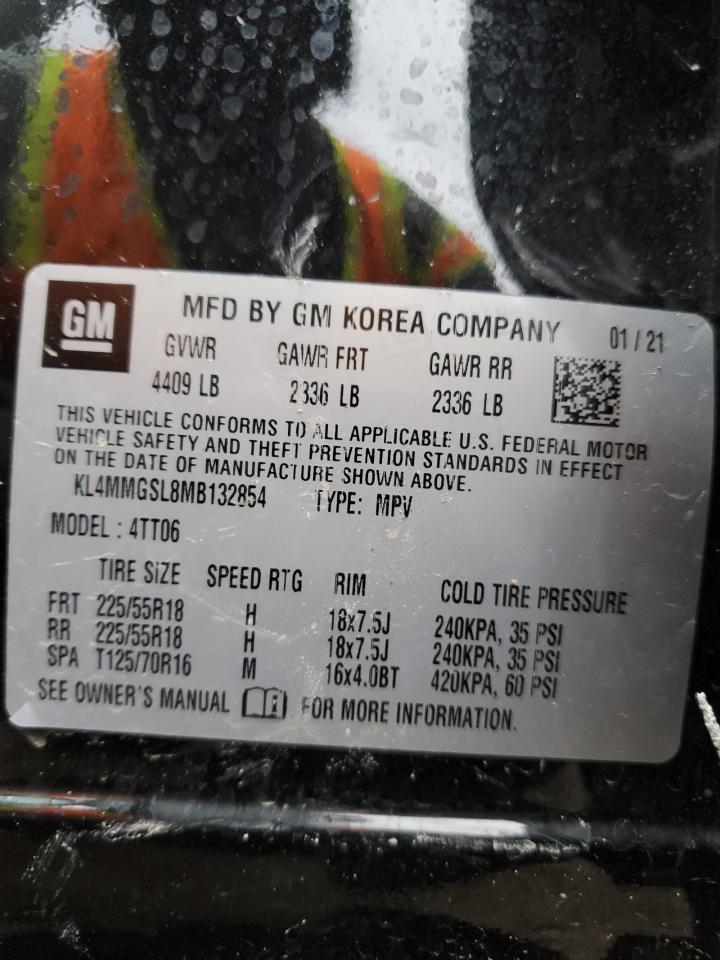 GM
MFD BY GM KOREA COMPANY 01/21
GVWR GAWR FRT GAWR RR
4409 LB 2336 LB 2336 LB
THIS VEHICLE CONFORMS TO ALL APPLICABLE U.S. FEDERAL MOTOR
VEHICLE SAFETY AND THEFT PREVENTION STANDARDS IN EFFECT
ON THE DATE OF MANUFACTURE SHOWN ABOVE.
KL4MMGSL8MB132854 TYPE: MPV
MODEL : 4TT06
TIRE SIZE SPEED RTG RIM COLD TIRE PRESSURE
FRT 225/55R18 H 18x7.5J 240KPA, 35 PSI
RR 225/55R18 H 18x7.5J 240KPA, 35 PSI
SPA T125/70R16 M 16x4.0BT 420KPA, 60 PSI
SEE OWNER'S MANUAL FOR MORE INFORMATION.